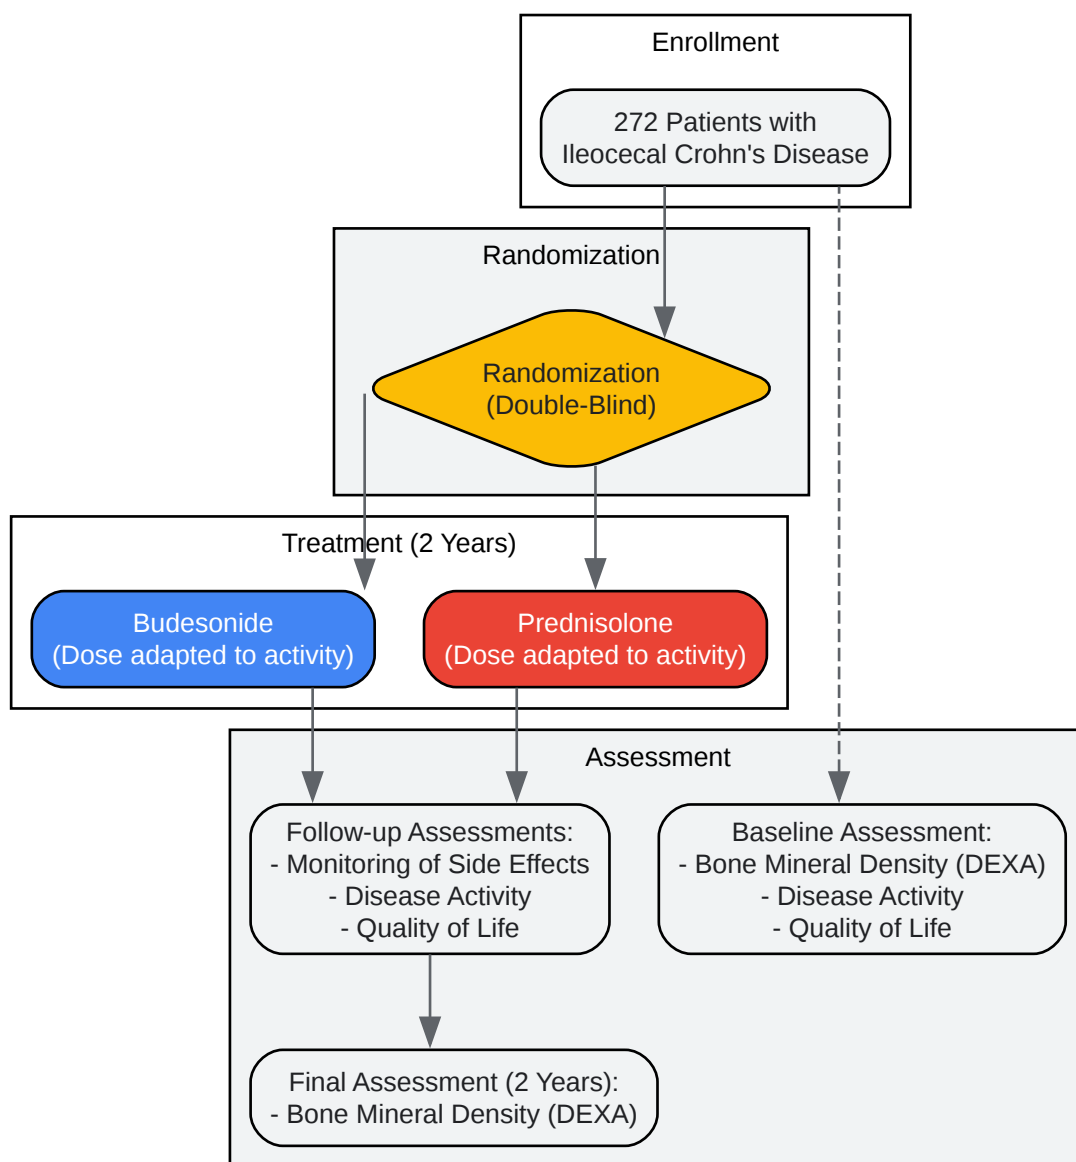 Enrollment
272 Patients with
Ileocecal Crohn's Disease
Randomization
Randomization
(Double-Blind)
Treatment (2 Years)
Budesonide
(Dose adapted to activity)
Prednisolone
(Dose adapted to activity)
Assessment
Follow-up Assessments:
- Monitoring of Side Effects
- Disease Activity
- Quality of Life
Baseline Assessment:
- Bone Mineral Density (DEXA)
- Disease Activity
- Quality of Life
Final Assessment (2 Years):
- Bone Mineral Density (DEXA)